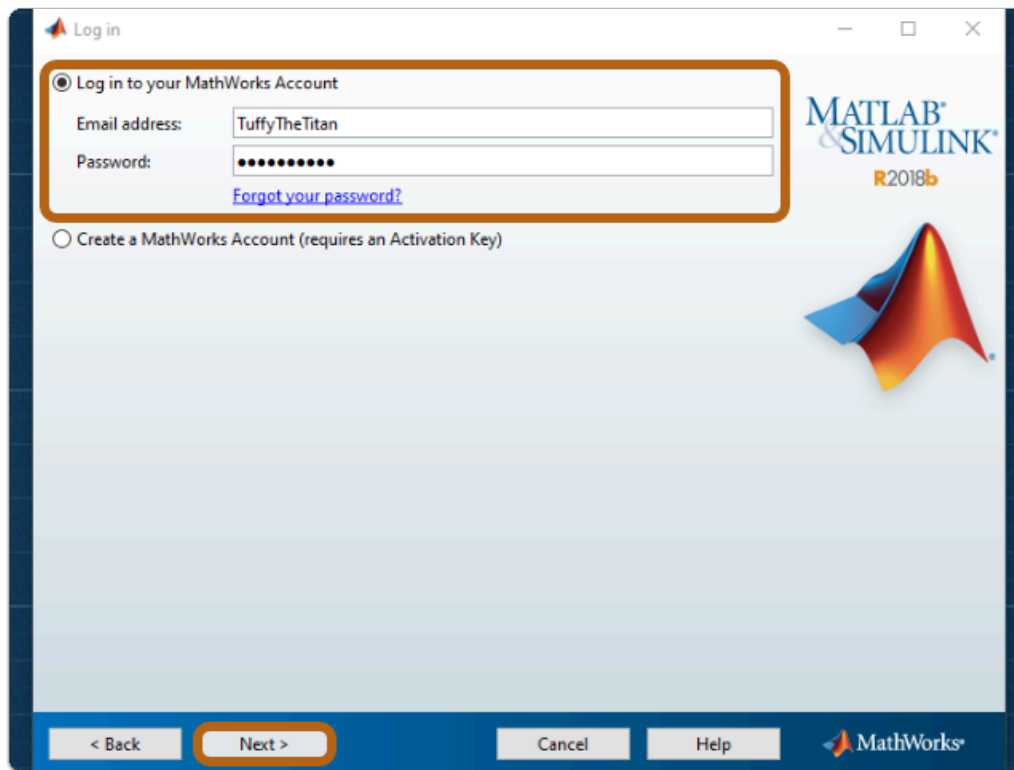 Log in
Log in to your MathWorks Account
Email address: TuffyTheTitan
Password: ●●●●●●●●●●
Forgot your password?
Create a MathWorks Account (requires an Activation Key)
MATLAB®
&SIMULINK®
R2018b
< Back Next > Cancel Help MathWorks®